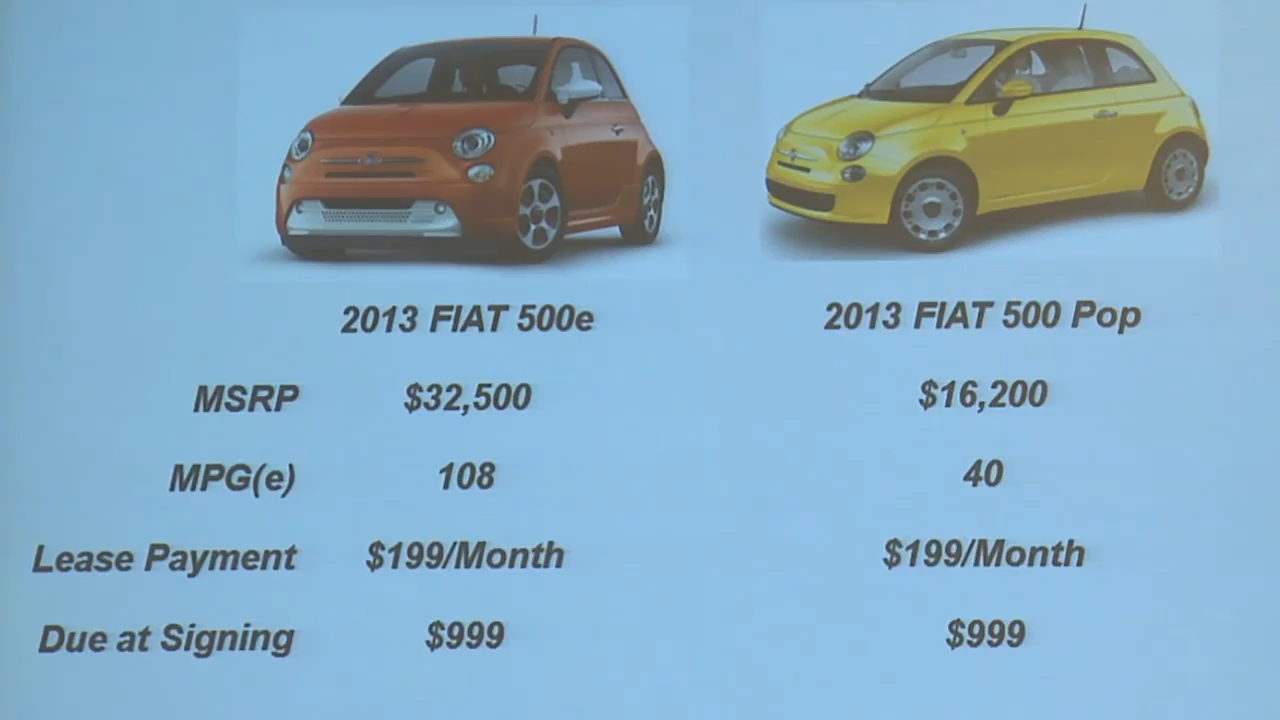 2013 FIAT 500e 2013 FIAT 500 Pop
MSRP $32,500 $16,200
MPG(e) 108 40
Lease Payment $199/Month $199/Month
Due at Signing $999 $999